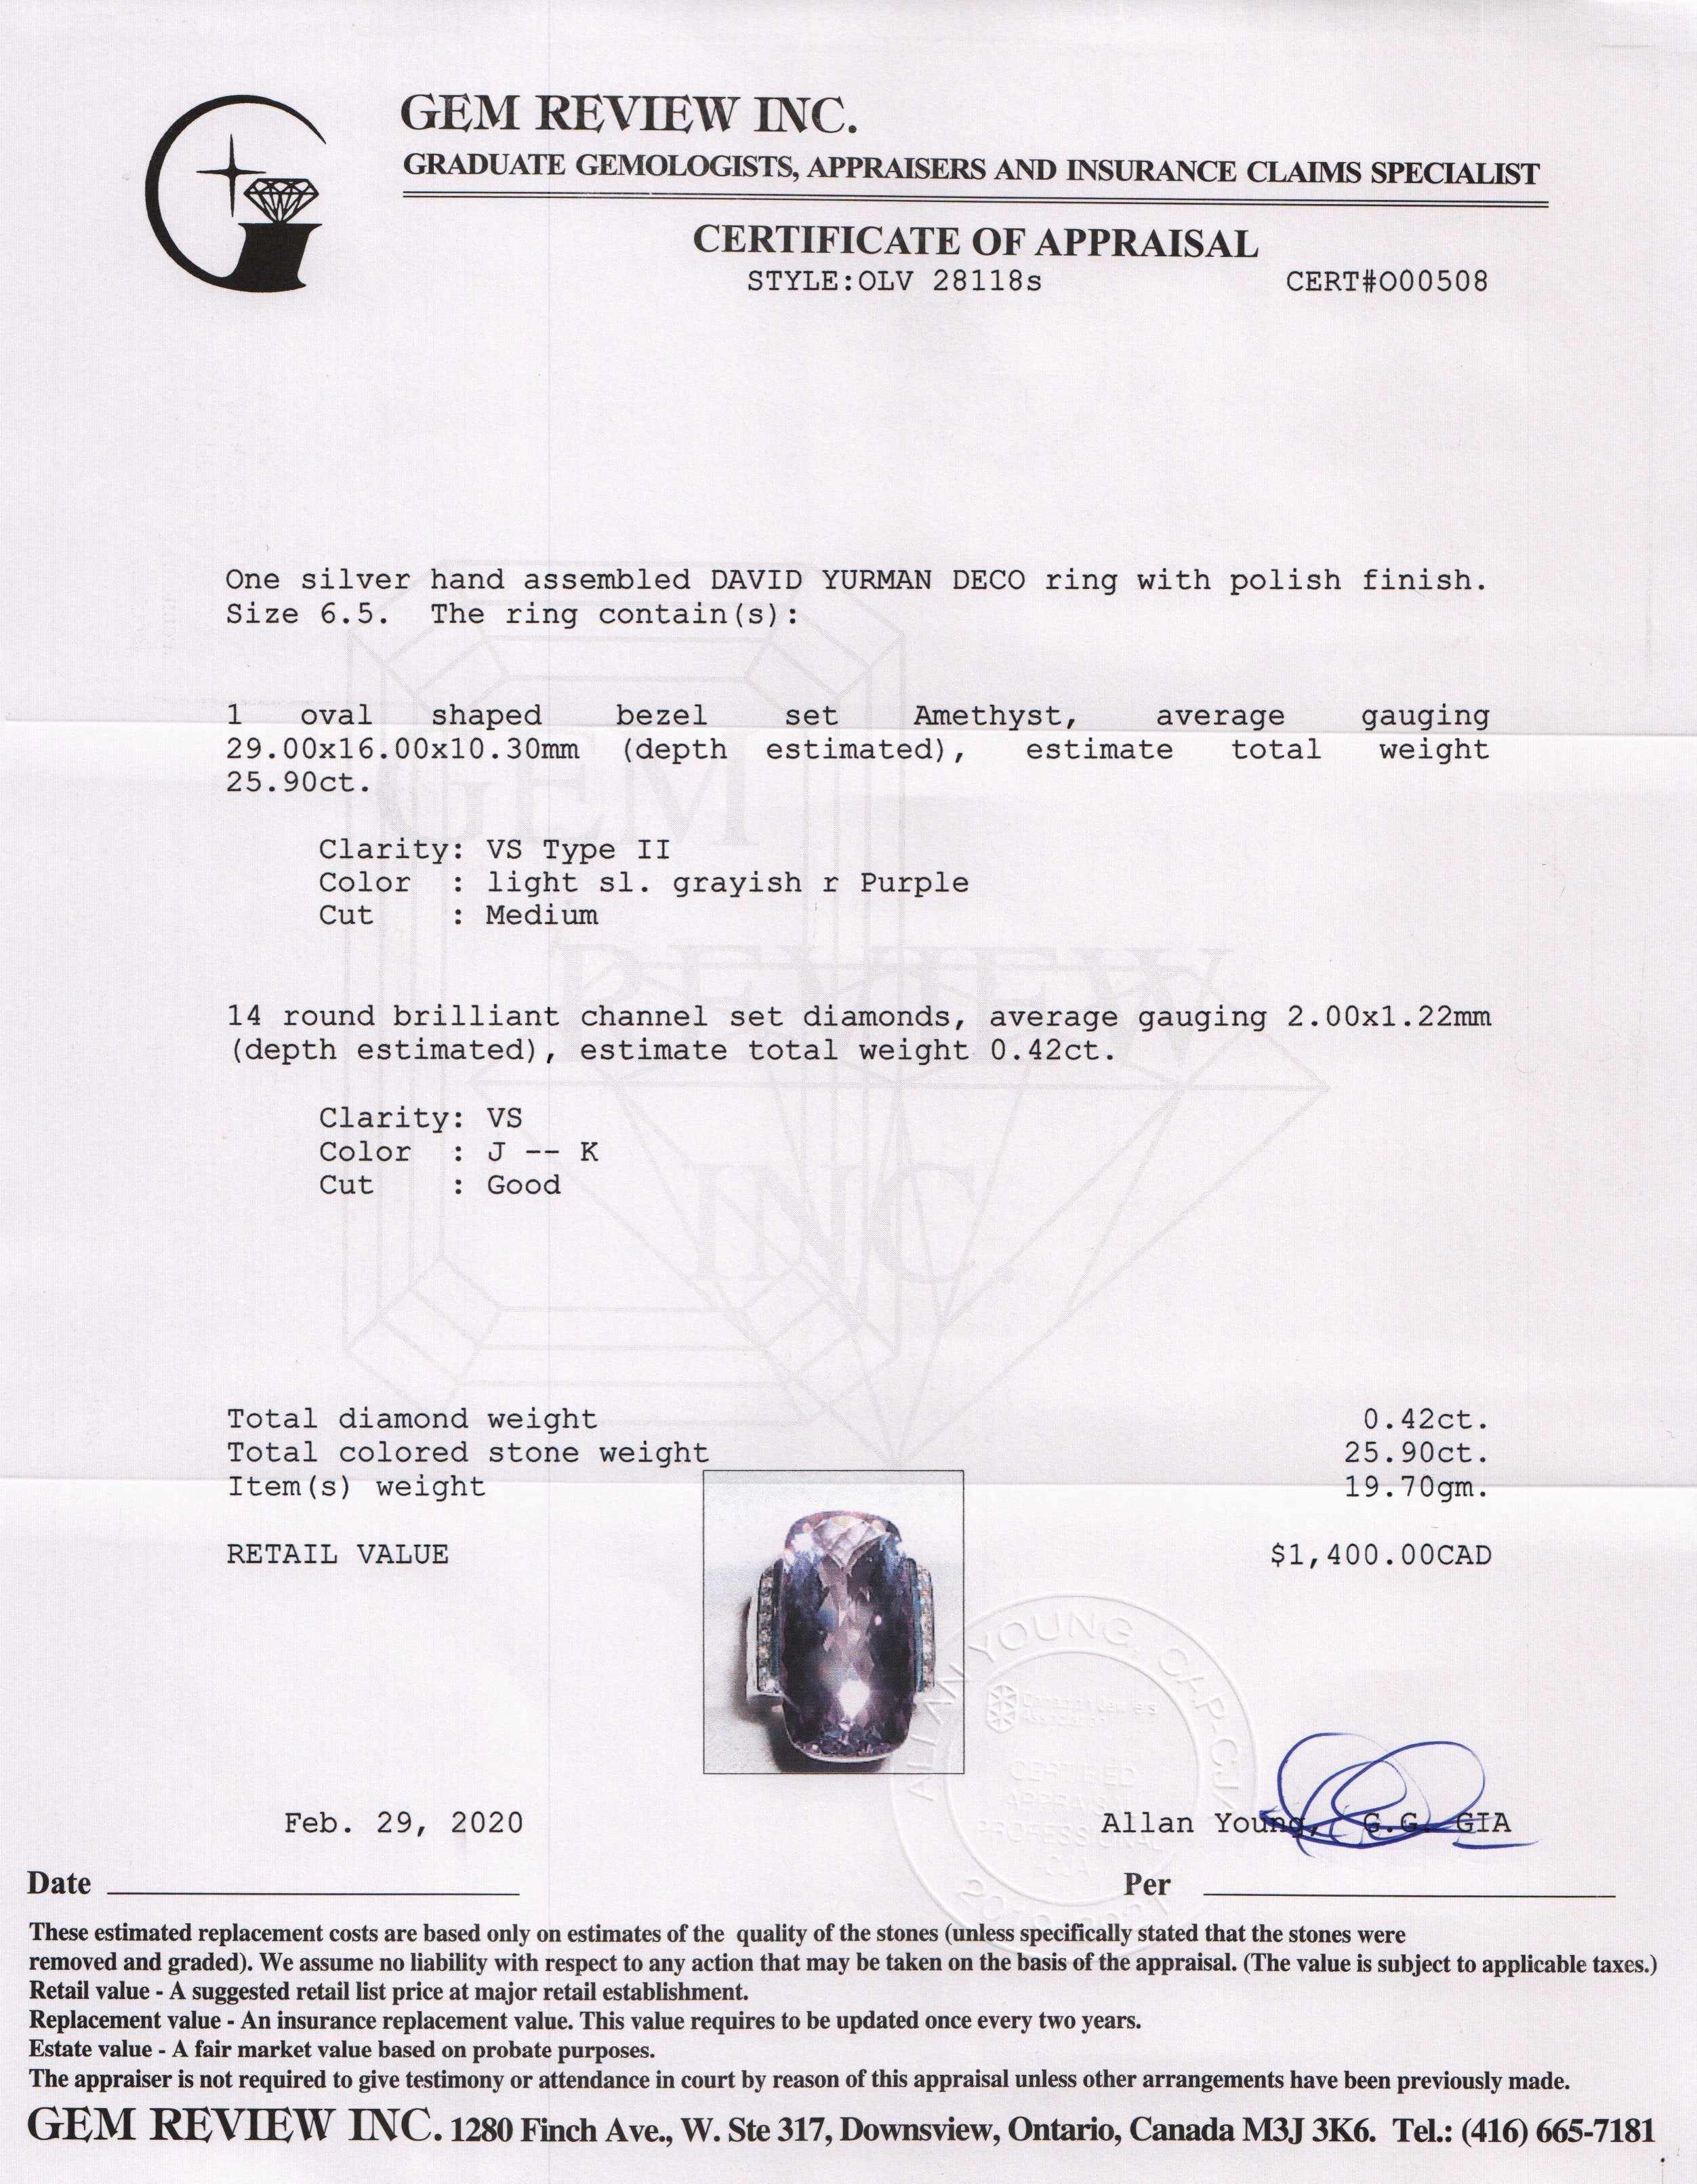 GEM REVIEW INC.
GRADUATE GEMOLOGISTS, APPRAISERS AND INSURANCE CLAIMS SPECIALIST
CERTIFICATE OF APPRAISAL
STYLE:OLV 28118s CERT#O00508
One silver hand assembled DAVID YURMAN DECO ring with polish finish.
Size 6.5. The ring contain(s):
1 oval shaped bezel set Amethyst, average gauging
29.00x16.00x10.30mm (depth estimated), estimate total weight
25.90ct.
GEM
Clarity: VS Type II
Color : light sl. grayish r Purple
Cut : Medium
REVIEW
14 round brilliant channel set diamonds, average gauging 2.00x1.22mm
(depth estimated), estimate total weight 0.42ct.
Clarity: VS
Color : J -- K
Cut : Good
INC.
Total diamond weight 0.42ct.
Total colored stone weight 25.90ct.
Item(s) weight 19.70gm.
RETAIL VALUE $1,400.00CAD
ALLAN YOUNG, CAP-CJA
CERTIFIED
APPRAISAL
PROFESSIONAL
CJA
Feb. 29, 2020 Allan Young, G.G. GIA
Date Per
These estimated replacement costs are based only on estimates of the quality of the stones (unless specifically stated that the stones were
removed and graded). We assume no liability with respect to any action that may be taken on the basis of the appraisal. (The value is subject to applicable taxes.)
Retail value - A suggested retail list price at major retail establishment.
Replacement value - An insurance replacement value. This value requires to be updated once every two years.
Estate value - A fair market value based on probate purposes.
The appraiser is not required to give testimony or attendance in court by reason of this appraisal unless other arrangements have been previously made.
GEM REVIEW INC. 1280 Finch Ave., W. Ste 317, Downsview, Ontario, Canada M3J 3K6. Tel.: (416) 665-7181